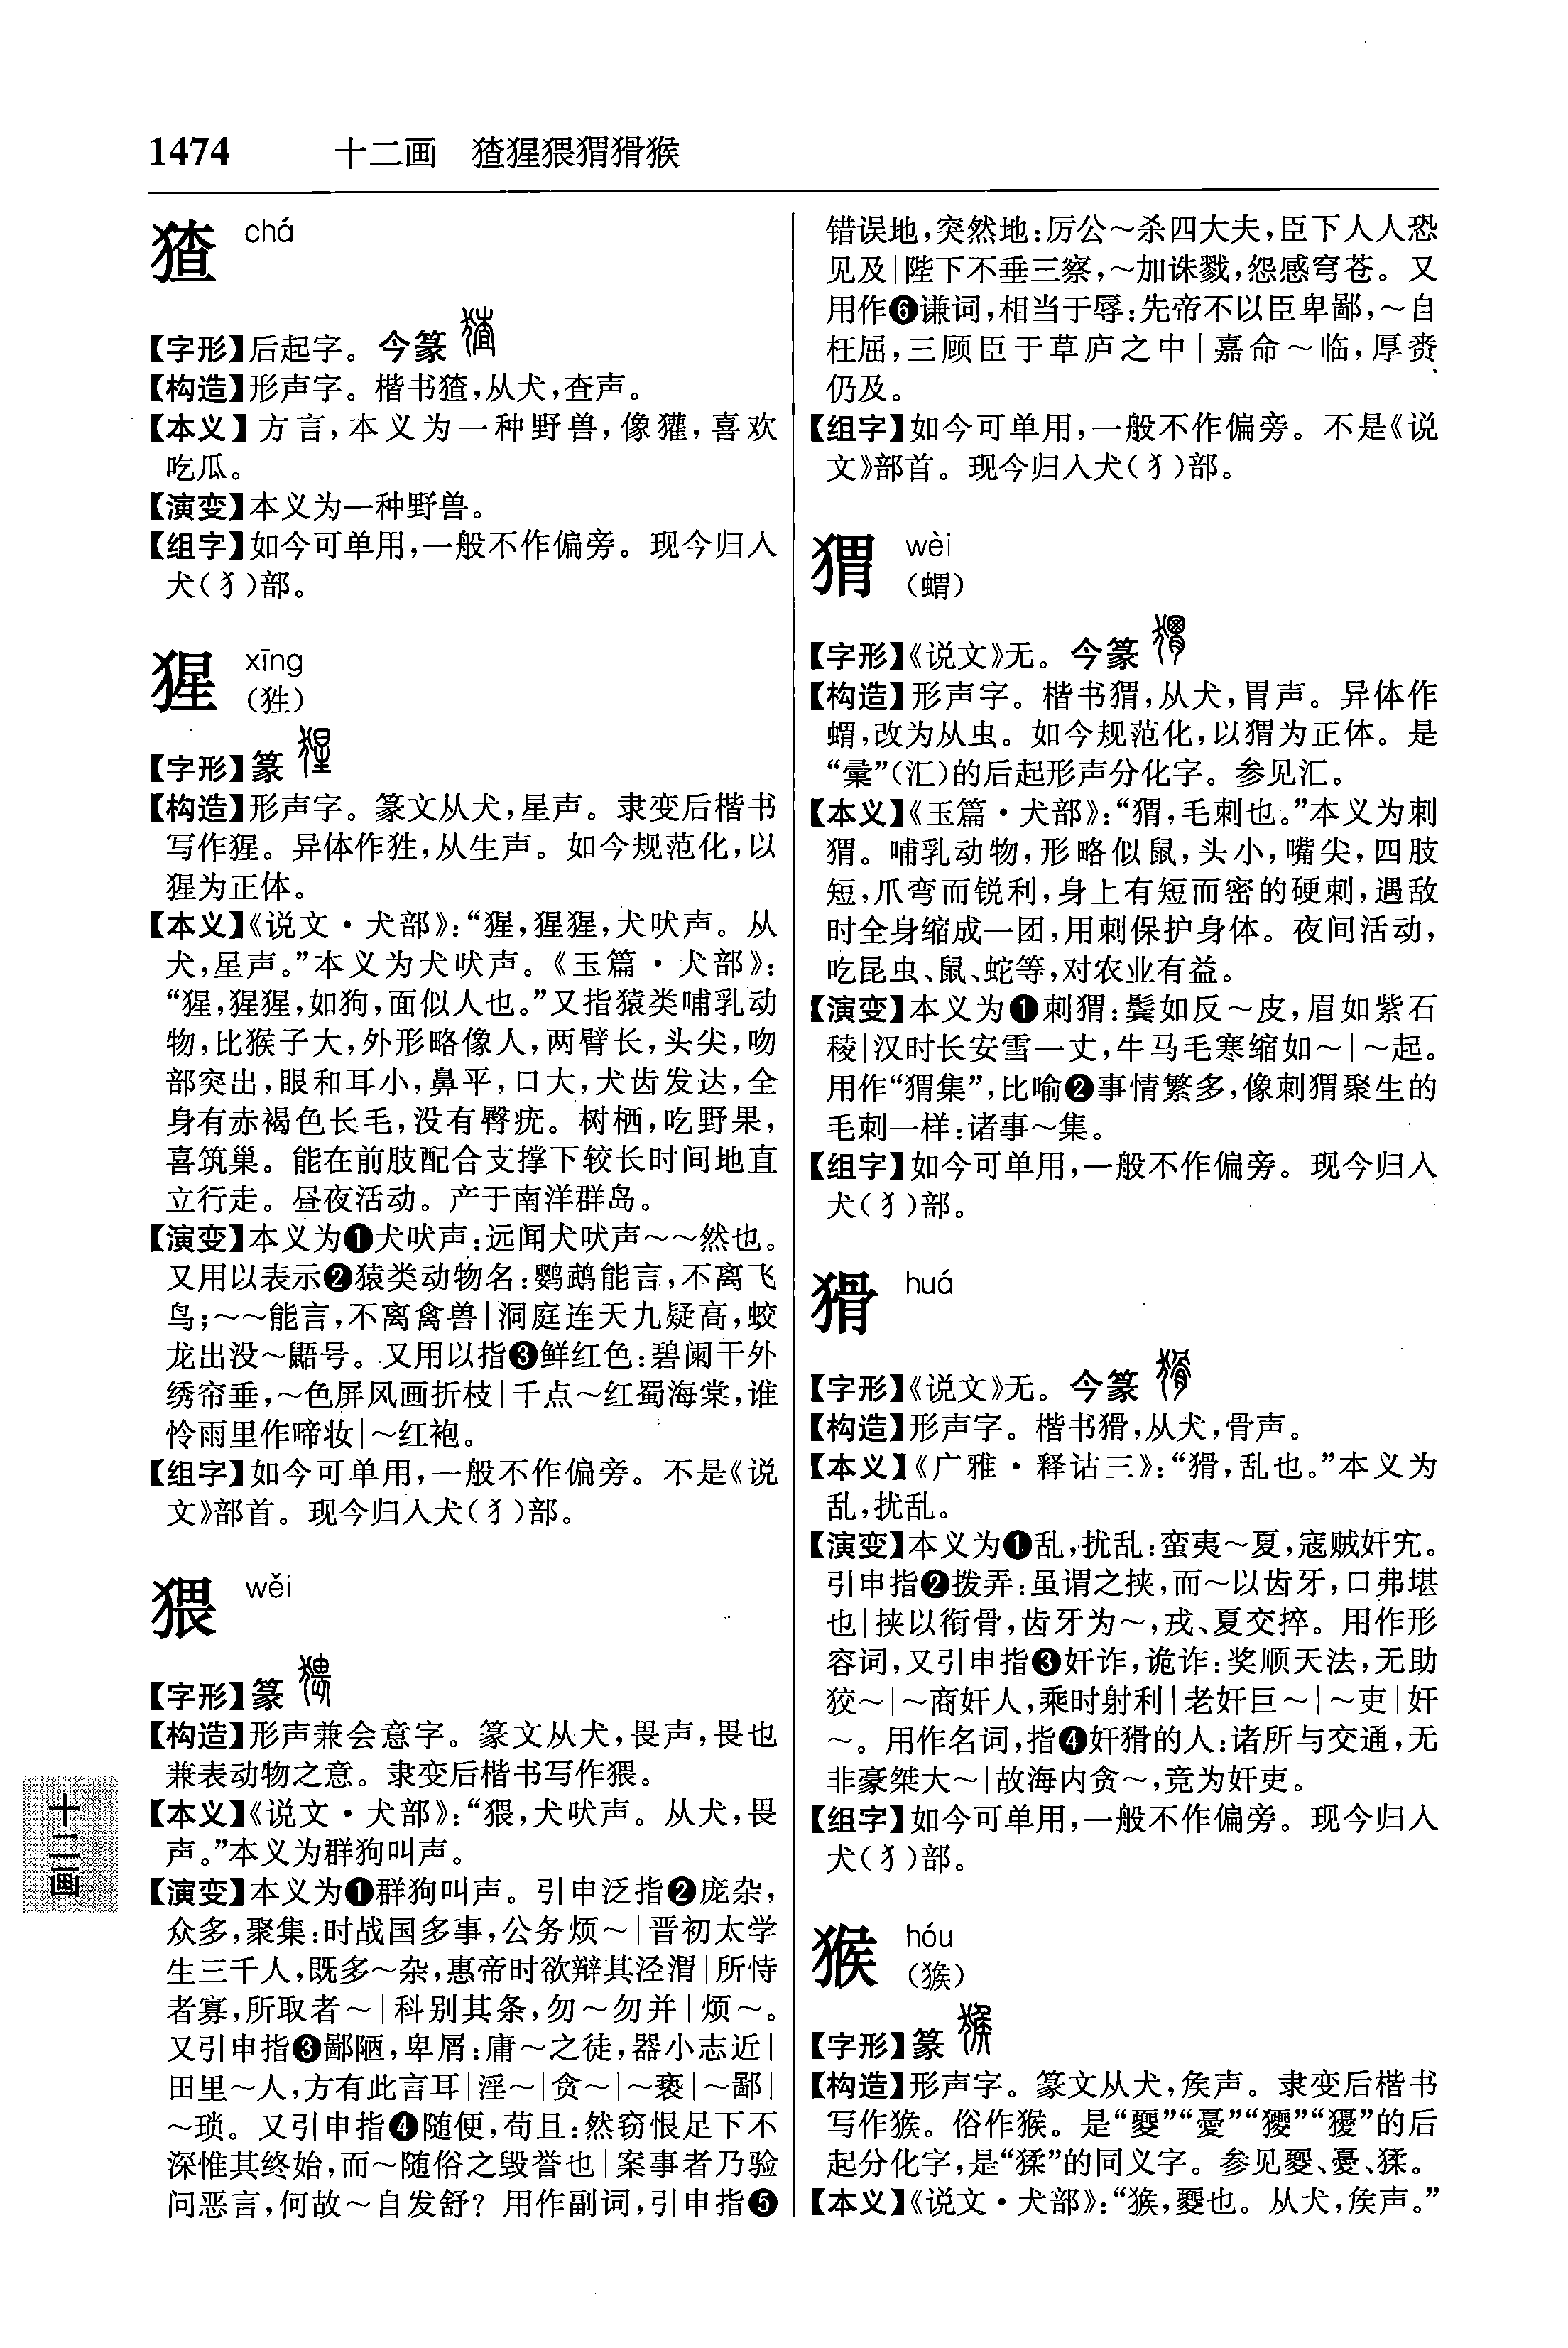 1474 十二画 猹猩猥猬猾猴
猹 chá
【字形】后起字。今篆
【构造】形声字。楷书猹,从犬,查声。
【本义】方言,本义为一种野兽,像獾,喜欢
吃瓜。
【演变】本义为一种野兽。
【组字】如今可单用,一般不作偏旁。现今归入
犬(犭)部。
猩 xīng
(狌)
【字形】篆
【构造】形声字。篆文从犬,星声。隶变后楷书
写作猩。异体作狌,从生声。如今规范化,以
猩为正体。
【本义】《说文·犬部》:“猩,猩猩,犬吠声。从
犬,星声。”本义为犬吠声。《玉篇·犬部》:
“猩,猩猩,如狗,面似人也。”又指猿类哺乳动
物,比猴子大,外形略像人,两臂长,头尖,吻
部突出,眼和耳小,鼻平,口大,犬齿发达,全
身有赤褐色长毛,没有臀疣。树栖,吃野果,
喜筑巢。能在前肢配合支撑下较长时间地直
立行走。昼夜活动。产于南洋群岛。
【演变】本义为❶犬吠声:远闻犬吠声～～然也。
又用以表示❷猿类动物名:鹦鹉能言,不离飞
鸟;～～能言,不离禽兽|洞庭连天九疑高,蛟
龙出没～鼯号。又用以指❸鲜红色:碧阑干外
绣帘垂,～色屏风画折枝|千点～红蜀海棠,谁
怜雨里作啼妆|～红袍。
【组字】如今可单用,一般不作偏旁。不是《说
文》部首。现今归入犬(犭)部。
猥 wěi
【字形】篆
【构造】形声兼会意字。篆文从犬,畏声,畏也
兼表动物之意。隶变后楷书写作猥。
【本义】《说文·犬部》:“猥,犬吠声。从犬,畏
声。”本义为群狗叫声。
【演变】本义为❶群狗叫声。引申泛指❷庞杂,
众多,聚集:时战国多事,公务烦～|晋初太学
生三千人,既多～杂,惠帝时欲辩其泾渭|所恃
者寡,所取者～|科别其条,勿～勿并|烦～。
又引申指❸鄙陋,卑屑:庸～之徒,器小志近|
田里～人,方有此言耳|淫～|贪～|～亵|～鄙|
～琐。又引申指❹随便,苟且:然窃恨足下不
深惟其终始,而～随俗之毁誉也|案事者乃验
问恶言,何故～自发舒?用作副词,引申指❺
错误地,突然地:厉公～杀四大夫,臣下人人恐
见及|陛下不垂三察,～加诛戮,怨感穹苍。又
用作❻谦词,相当于辱:先帝不以臣卑鄙,～自
枉屈,三顾臣于草庐之中|嘉命～临,厚赉
仍及。
【组字】如今可单用,一般不作偏旁。不是《说
文》部首。现今归入犬(犭)部。
猬 wèi
(蝟)
【字形】《说文》无。今篆
【构造】形声字。楷书猬,从犬,胃声。异体作
蝟,改为从虫。如今规范化,以猬为正体。是
“彙”(汇)的后起形声分化字。参见汇。
【本义】《玉篇·犬部》:“猬,毛刺也。”本义为刺
猬。哺乳动物,形略似鼠,头小,嘴尖,四肢
短,爪弯而锐利,身上有短而密的硬刺,遇敌
时全身缩成一团,用刺保护身体。夜间活动,
吃昆虫、鼠、蛇等,对农业有益。
【演变】本义为❶刺猬:鬓如反～皮,眉如紫石
稜|汉时长安雪一丈,牛马毛寒缩如～|～起。
用作“猬集”,比喻❷事情繁多,像刺猬聚生的
毛刺一样:诸事～集。
【组字】如今可单用,一般不作偏旁。现今归入
犬(犭)部。
猾 huá
【字形】《说文》无。今篆
【构造】形声字。楷书猾,从犬,骨声。
【本义】《广雅·释诂三》:“猾,乱也。”本义为
乱,扰乱。
【演变】本义为❶乱,扰乱:蛮夷～夏,寇贼奸宄。
引申指❷拨弄:虽谓之挟,而～以齿牙,口弗堪
也|挟以衔骨,齿牙为～,戎、夏交捽。用作形
容词,又引申指❸奸诈,诡诈:奖顺天法,无助
狡～|～商奸人,乘时射利|老奸巨～|～吏|奸
～。用作名词,指❹奸猾的人:诸所与交通,无
非豪桀大～|故海内贪～,竞为奸吏。
【组字】如今可单用,一般不作偏旁。现今归入
犬(犭)部。
猴 hóu
(㺅)
【字形】篆
【构造】形声字。篆文从犬,矦声。隶变后楷书
写作㺅。俗作猴。是“夒”“憂”“獿”“獶”的后
起分化字,是“猱”的同义字。参见夒、憂、猱。
【本义】《说文·犬部》:“㺅,夒也。从犬,矦声。”
十二画